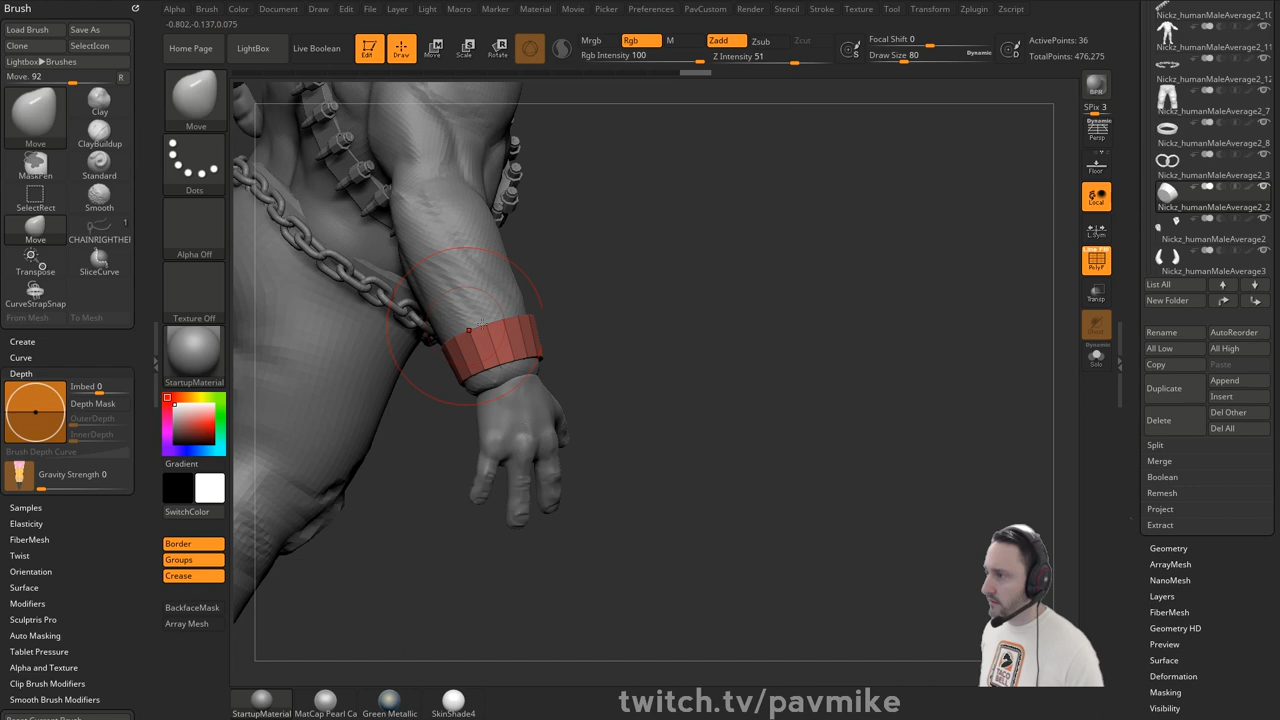 Brush
Alpha Brush Color Document Draw Edit File Layer Light Macro Marker Material Movie Picker Preferences PavCustom Render Stencil Stroke Texture Tool Transform Zplugin Zscript
-0.802,-0.137,0.075
Load Brush Save As
Clone SelectIcon
Lightbox▶Brushes
Move. 92 R
Home Page LightBox Live Boolean Edit Draw Move Scale Rotate
Mrgb Rgb M Zadd Zsub Zcut
Rgb Intensity 100 Z Intensity 51
Focal Shift 0
Draw Size 80 Dynamic
S D
ActivePoints: 36
TotalPoints: 476,275
Move Clay
ClayBuildup
MaskPen Standard
SelectRect Smooth
Move CHAINRIGHTHE
1
Transpose SliceCurve
CurveStrapSnap
From Mesh To Mesh
Create
Curve
Depth
Imbed 0
Depth Mask
OuterDepth
InnerDepth
Brush Depth Curve
Gravity Strength 0
Samples
Elasticity
FiberMesh
Twist
Orientation
Surface
Modifiers
Sculptris Pro
Auto Masking
Tablet Pressure
Alpha and Texture
Clip Brush Modifiers
Smooth Brush Modifiers
Move
Dots
Alpha Off
Texture Off
StartupMaterial
Gradient
SwitchColor
Border
Groups
Crease
BackfaceMask
Array Mesh
StartupMaterial MatCap Pearl Ca Green Metallic SkinShade4
twitch.tv/pavmike
BPR
SPix 3
Dynamic
Persp
Floor
Local
L.Sym
PolyF
Transp
Ghost
Dynamic
Solo
Nickz_humanMaleAverage2_10
Nickz_humanMaleAverage2_11
Nickz_humanMaleAverage2_12
Nickz_humanMaleAverage2_7
Nickz_humanMaleAverage2_8
Nickz_humanMaleAverage2_3
Nickz_humanMaleAverage2_2
Nickz_humanMaleAverage2
Nickz_humanMaleAverage3
List All
New Folder
Rename AutoReorder
All Low All High
Copy Paste
Duplicate Append
Insert
Delete Del Other
Del All
Split
Merge
Boolean
Remesh
Project
Extract
Geometry
ArrayMesh
NanoMesh
Layers
FiberMesh
Geometry HD
Preview
Surface
Deformation
Masking
Visibility